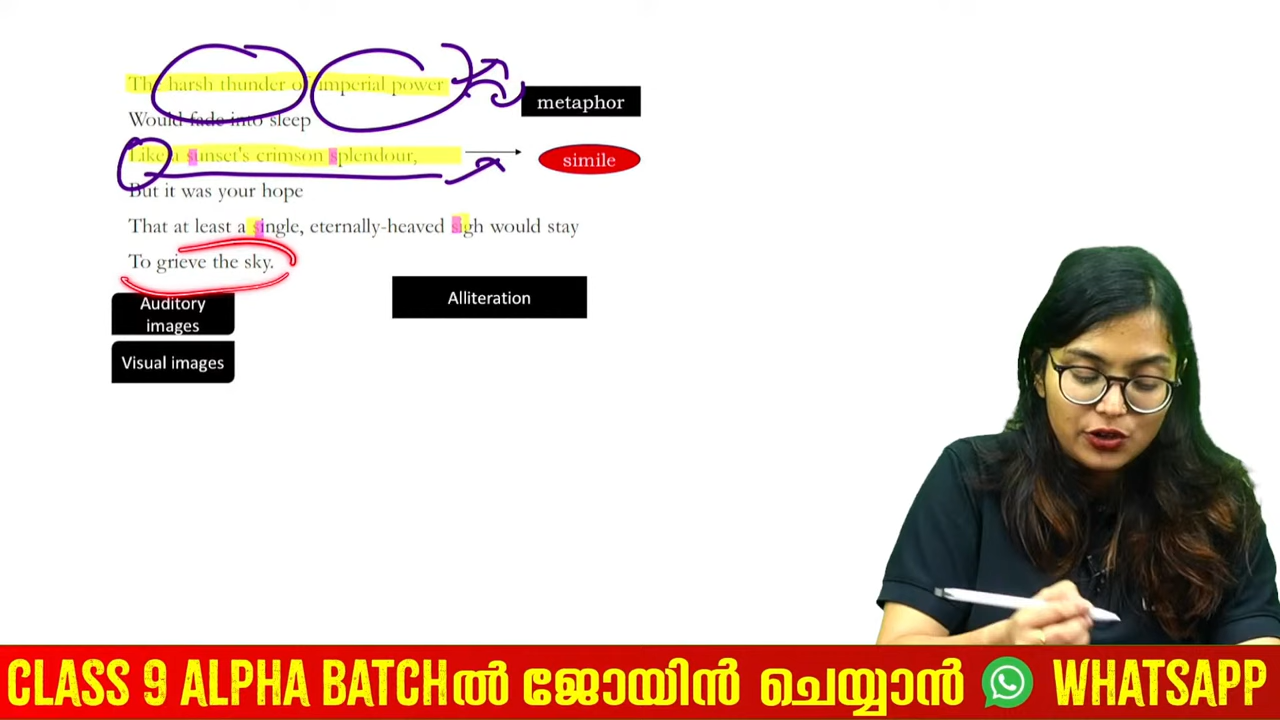 The harsh thunder of imperial power
metaphor
Would fade into sleep
Like a sunset's crimson splendour,
simile
But it was your hope
That at least a single, eternally-heaved sigh would stay
To grieve the sky.
Auditory
images
Alliteration
Visual images
CLASS 9 ALPHA BATCHൽ ജോയിൻ ചെയ്യാൻ WHATSAPP